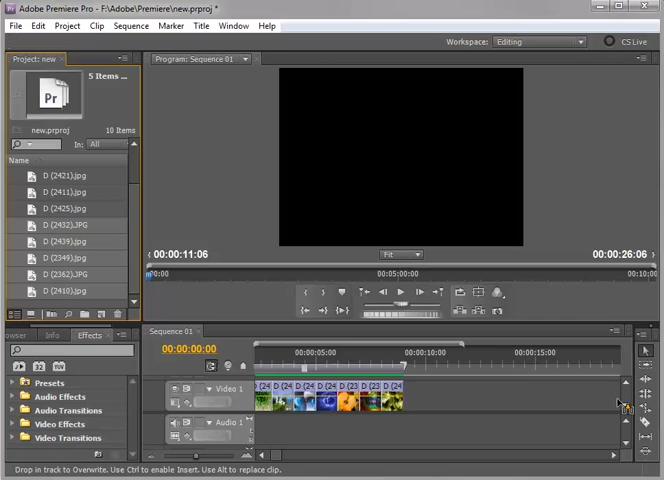 Adobe Premiere Pro - F:\Adobe\Premiere\new.prproj *
File Edit Project Clip Sequence Marker Title Window Help
Workspace: Editing CS Live
Project: new
Program: Sequence 01
5 Items ...
Pr
new.prproj 10 Items
In: All
Name
D (2421).jpg
D (2411).jpg
D (2425).jpg
D (2432).JPG
D (2439).jpg
D (2349).jpg
D (2362).JPG
D (2410).jpg
00:00:11:06 Fit 00:00:26:06
00:00 00:05:00:00 00:10:00
owser Info Effects
Sequence 01
00:00:00:00
00:00:05:00 00:00:10:00 00:00:15:00
Presets
Audio Effects
Audio Transitions
Video Effects
Video Transitions
Video 1
D (24 D (24 D (24 D (24 D (23 D (23 D (24
Audio 1
Drop in track to Overwrite. Use Ctrl to enable Insert. Use Alt to replace clip.